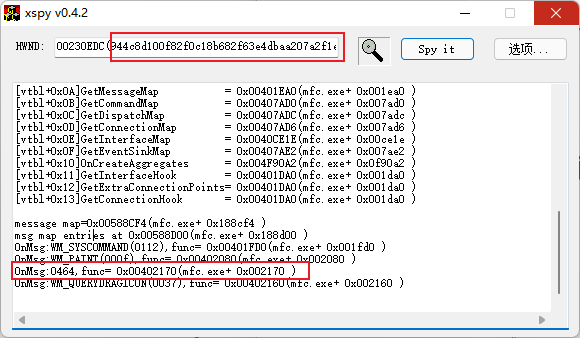 xspy v0.4.2
HWND: 00230EDC(944c8d100f82f0c18b682f63e4dbaa207a2f1e Spy it 选项...
[vtbl+0x0A]GetMessageMap = 0x00401EA0(mfc.exe+ 0x001ea0 )
[vtbl+0x0B]GetCommandMap = 0x00407AD0(mfc.exe+ 0x007ad0 )
[vtbl+0x0C]GetDispatchMap = 0x00407ADC(mfc.exe+ 0x007adc )
[vtbl+0x0D]GetConnectionMap = 0x00407AD6(mfc.exe+ 0x007ad6 )
[vtbl+0x0E]GetInterfaceMap = 0x0040CE1E(mfc.exe+ 0x00ce1e )
[vtbl+0x0F]GetEventSinkMap = 0x00407AE2(mfc.exe+ 0x007ae2 )
[vtbl+0x10]OnCreateAggregates = 0x004F90A2(mfc.exe+ 0x0f90a2 )
[vtbl+0x11]GetInterfaceHook = 0x00401DA0(mfc.exe+ 0x001da0 )
[vtbl+0x12]GetExtraConnectionPoints= 0x00401DA0(mfc.exe+ 0x001da0 )
[vtbl+0x13]GetConnectionHook = 0x00401DA0(mfc.exe+ 0x001da0 )
message map=0x00588CF4(mfc.exe+ 0x188cf4 )
msg map entries at 0x00588D00(mfc.exe+ 0x188d00 )
OnMsg:WM_SYSCOMMAND(0112),func= 0x00401FD0(mfc.exe+ 0x001fd0 )
OnMsg:WM_PAINT(000f),func= 0x00402080(mfc.exe+ 0x002080 )
OnMsg:0464,func= 0x00402170(mfc.exe+ 0x002170 )
OnMsg:WM_QUERYDRAGICON(0037),func= 0x00402160(mfc.exe+ 0x002160 )